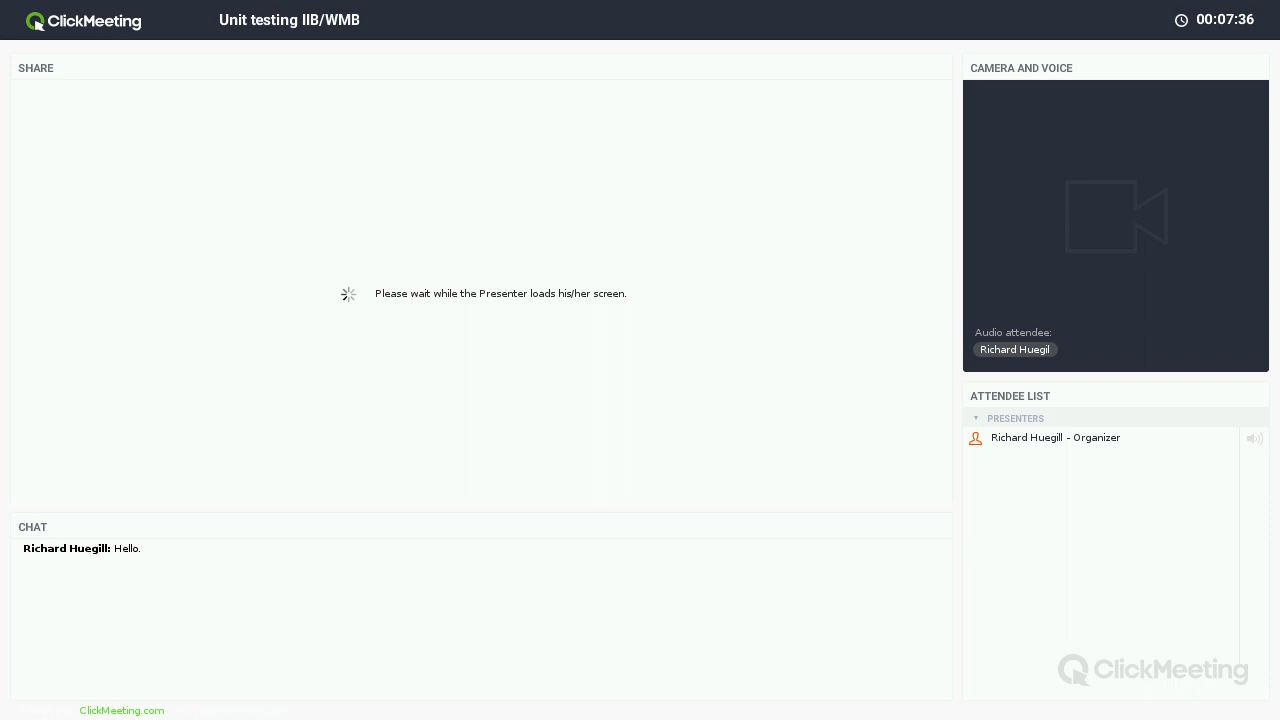 ClickMeeting
Unit testing IIB/WMB
00:07:36
SHARE
Please wait while the Presenter loads his/her screen.
CAMERA AND VOICE
Audio attendee:
Richard Huegil
ATTENDEE LIST
PRESENTERS
Richard Huegill - Organizer
CHAT
Richard Huegill: Hello.
ClickMeeting
ClickMeeting.com